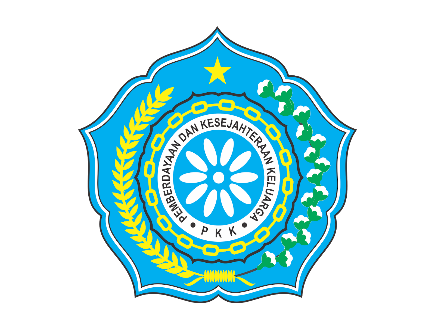 PEMBERDAYAAN DAN KESEJAHTERAAN KELUARGA
• P K K •